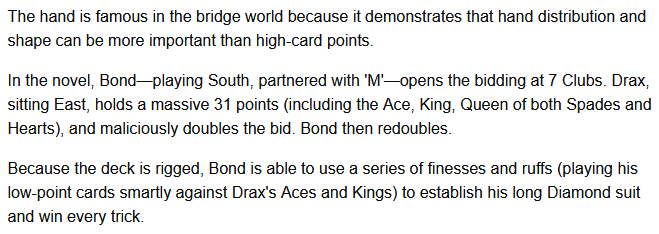 The hand is famous in the bridge world because it demonstrates that hand distribution and
shape can be more important than high-card points.
In the novel, Bond—playing South, partnered with 'M'—opens the bidding at 7 Clubs. Drax,
sitting East, holds a massive 31 points (including the Ace, King, Queen of both Spades and
Hearts), and maliciously doubles the bid. Bond then redoubles.
Because the deck is rigged, Bond is able to use a series of finesses and ruffs (playing his
low-point cards smartly against Drax's Aces and Kings) to establish his long Diamond suit
and win every trick.